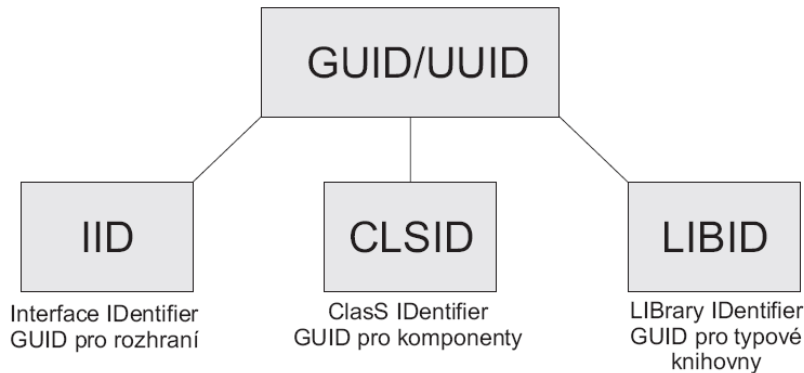 GUID/UUID
IID
CLSID
LIBID
Interface IDentifier
GUID pro rozhraní
ClasS IDentifier
GUID pro komponenty
LIBrary IDentifier
GUID pro typové
knihovny